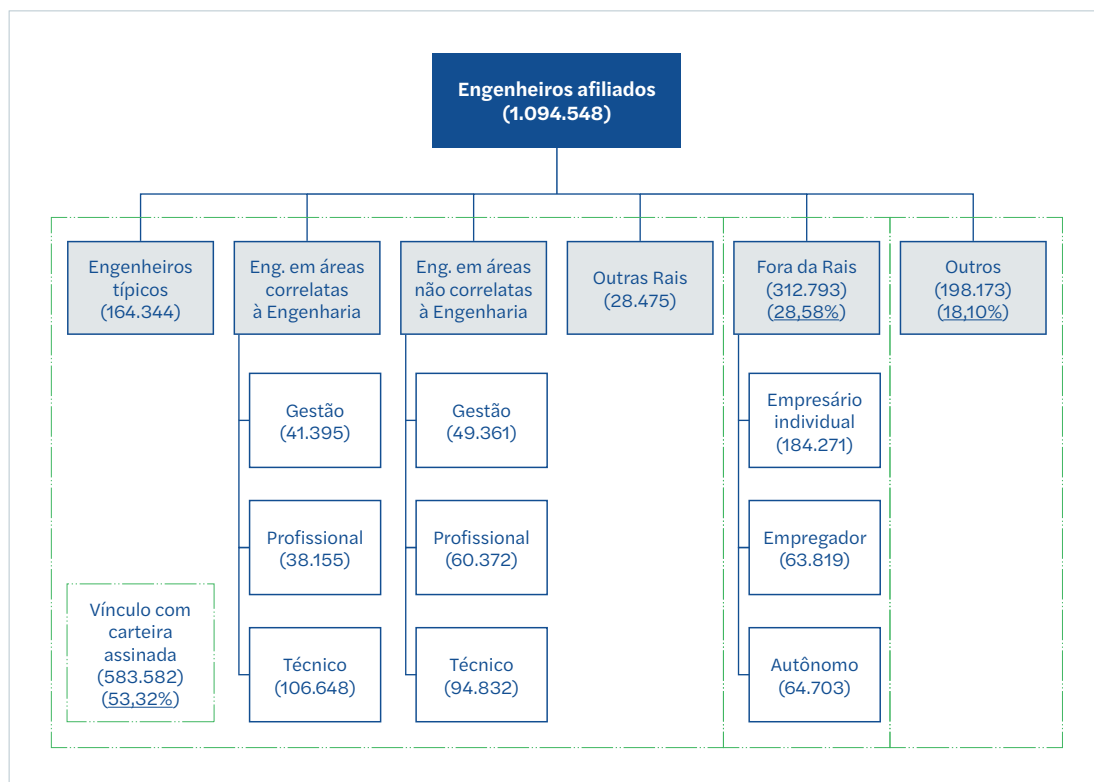 Engenheiros afiliados
(1.094.548)
Engenheiros
típicos
(164.344)
Eng. em áreas
correlatas
à Engenharia
Eng. em áreas
não correlatas
à Engenharia
Outras Rais
(28.475)
Fora da Rais
(312.793)
(28,58%)
Outros
(198.173)
(18,10%)
Gestão
(41.395)
Gestão
(49.361)
Empresário
individual
(184.271)
Profissional
(38.155)
Profissional
(60.372)
Empregador
(63.819)
Vínculo com
carteira
assinada
(583.582)
(53,32%)
Técnico
(106.648)
Técnico
(94.832)
Autônomo
(64.703)